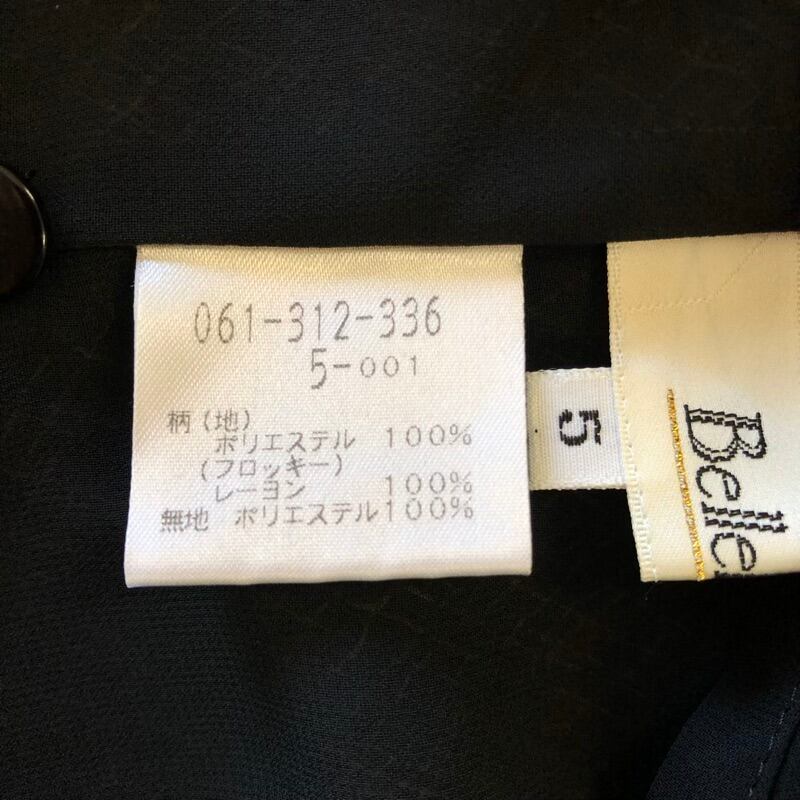 061-312-336
5-001
柄(地)
ポリエステル 100%
(フロッキー)
レーヨン 100%
無地 ポリエステル100%
5